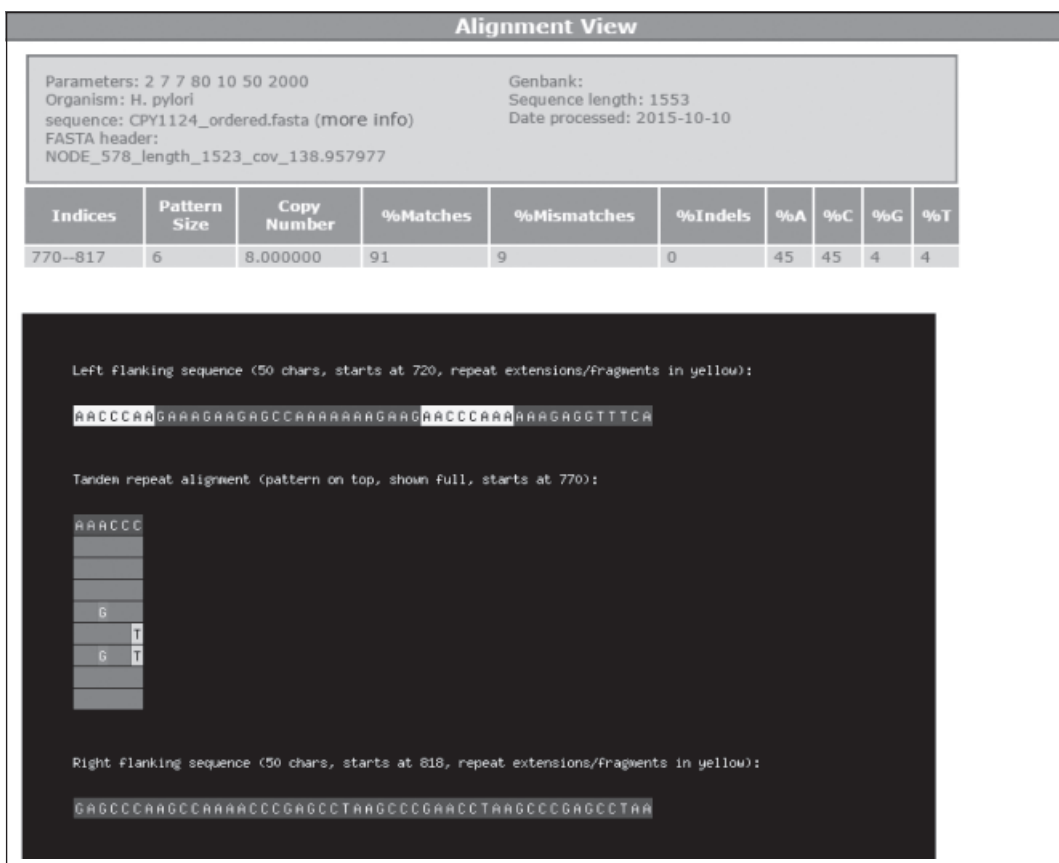 Alignment View
Parameters: 2 7 7 80 10 50 2000
Organism: H. pylori
sequence: CPY1124_ordered.fasta (more info)
FASTA header:
NODE_578_length_1523_cov_138.957977
Genbank:
Sequence length: 1553
Date processed: 2015-10-10
Indices Pattern Size Copy Number %Matches %Mismatches %Indels %A %C %G %T
770--817 6 8.000000 91 9 0 45 45 4 4
Left flanking sequence (50 chars, starts at 720, repeat extensions/fragments in yellow):
AACCCAAGAAAGAAGAGCCAAAAAAAGAAGAACCCAAAAAAGAGGTTTCA
Tandem repeat alignment (pattern on top, shown full, starts at 770):
AAACCC
G
T
G T
Right flanking sequence (50 chars, starts at 818, repeat extensions/fragments in yellow):
GAGCCCAAGCCAAAACCCGAGCCTAAGCCCGAACCTAAGCCCGAGCCTAA